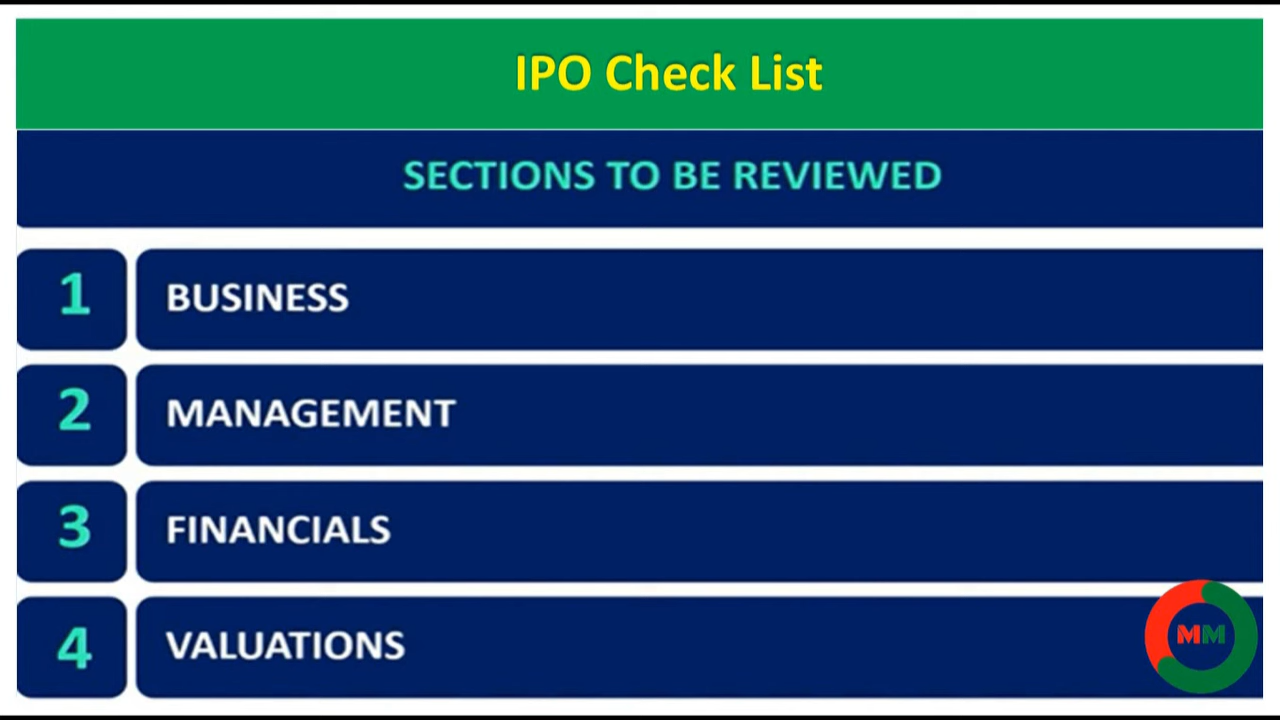 IPO Check List
SECTIONS TO BE REVIEWED
1 BUSINESS
2 MANAGEMENT
3 FINANCIALS
4 VALUATIONS
MM